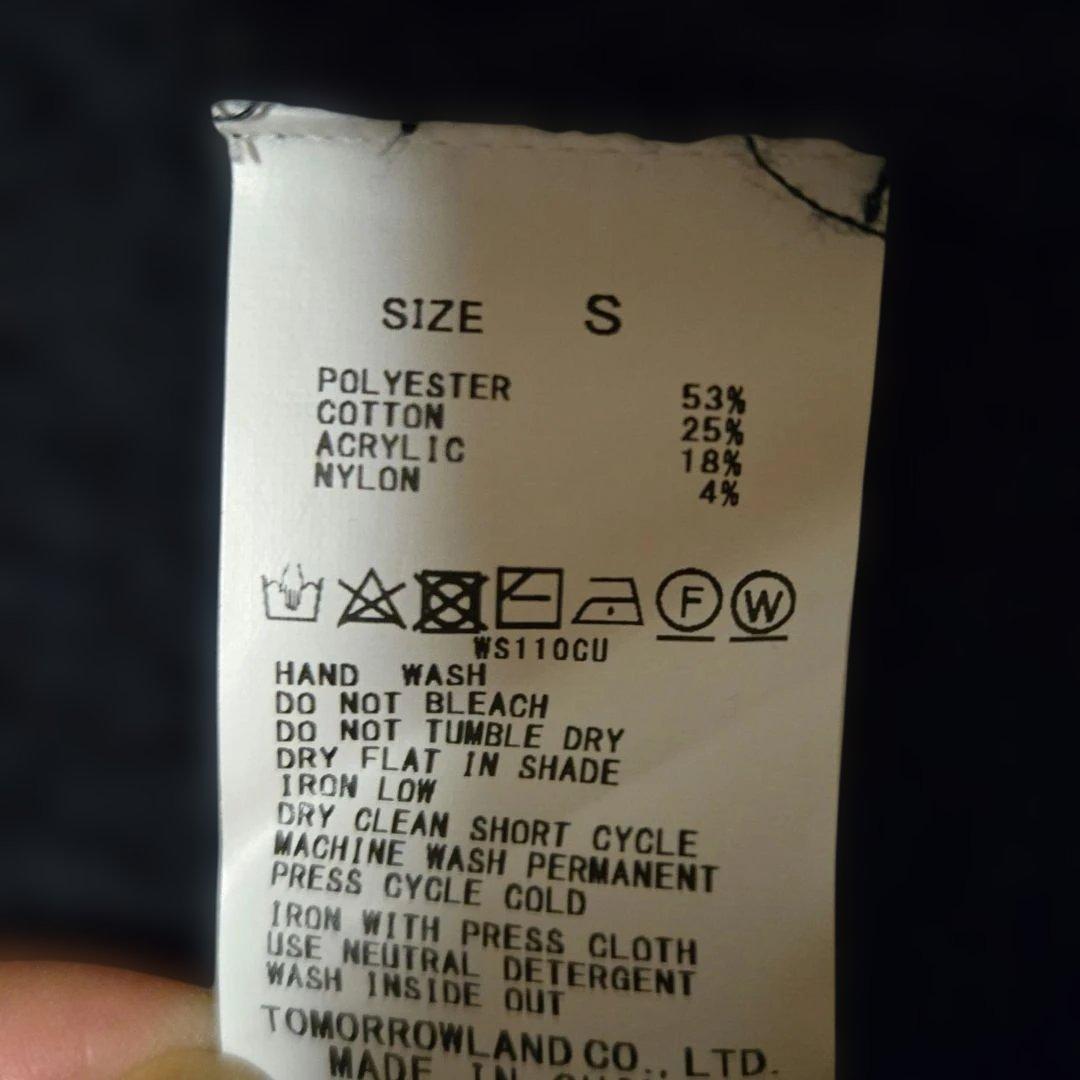 SIZE S
POLYESTER 53%
COTTON 25%
ACRYLIC 18%
NYLON 4%
F W
WS110CU
HAND WASH
DO NOT BLEACH
DO NOT TUMBLE DRY
DRY FLAT IN SHADE
IRON LOW
DRY CLEAN SHORT CYCLE
MACHINE WASH PERMANENT
PRESS CYCLE COLD
IRON WITH PRESS CLOTH
USE NEUTRAL DETERGENT
WASH INSIDE OUT
TOMORROWLAND CO., LTD.
MADE IN